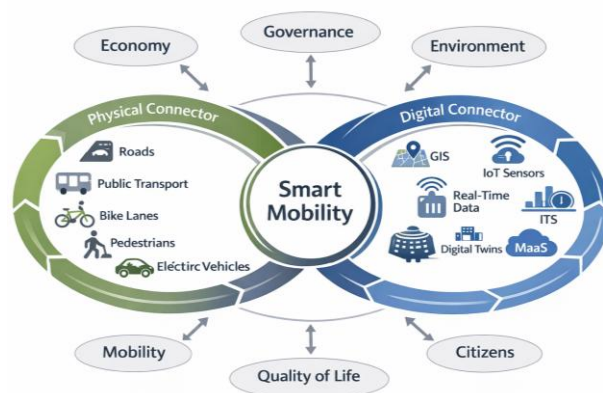 Economy
Governance
Environment
Physical Connector
Digital Connector
Roads
Public Transport
Bike Lanes
Pedestrians
Electric Vehicles
Smart
Mobility
GIS
IoT Sensors
Real-Time
Data
ITS
Digital Twins
MaaS
Mobility
Quality of Life
Citizens